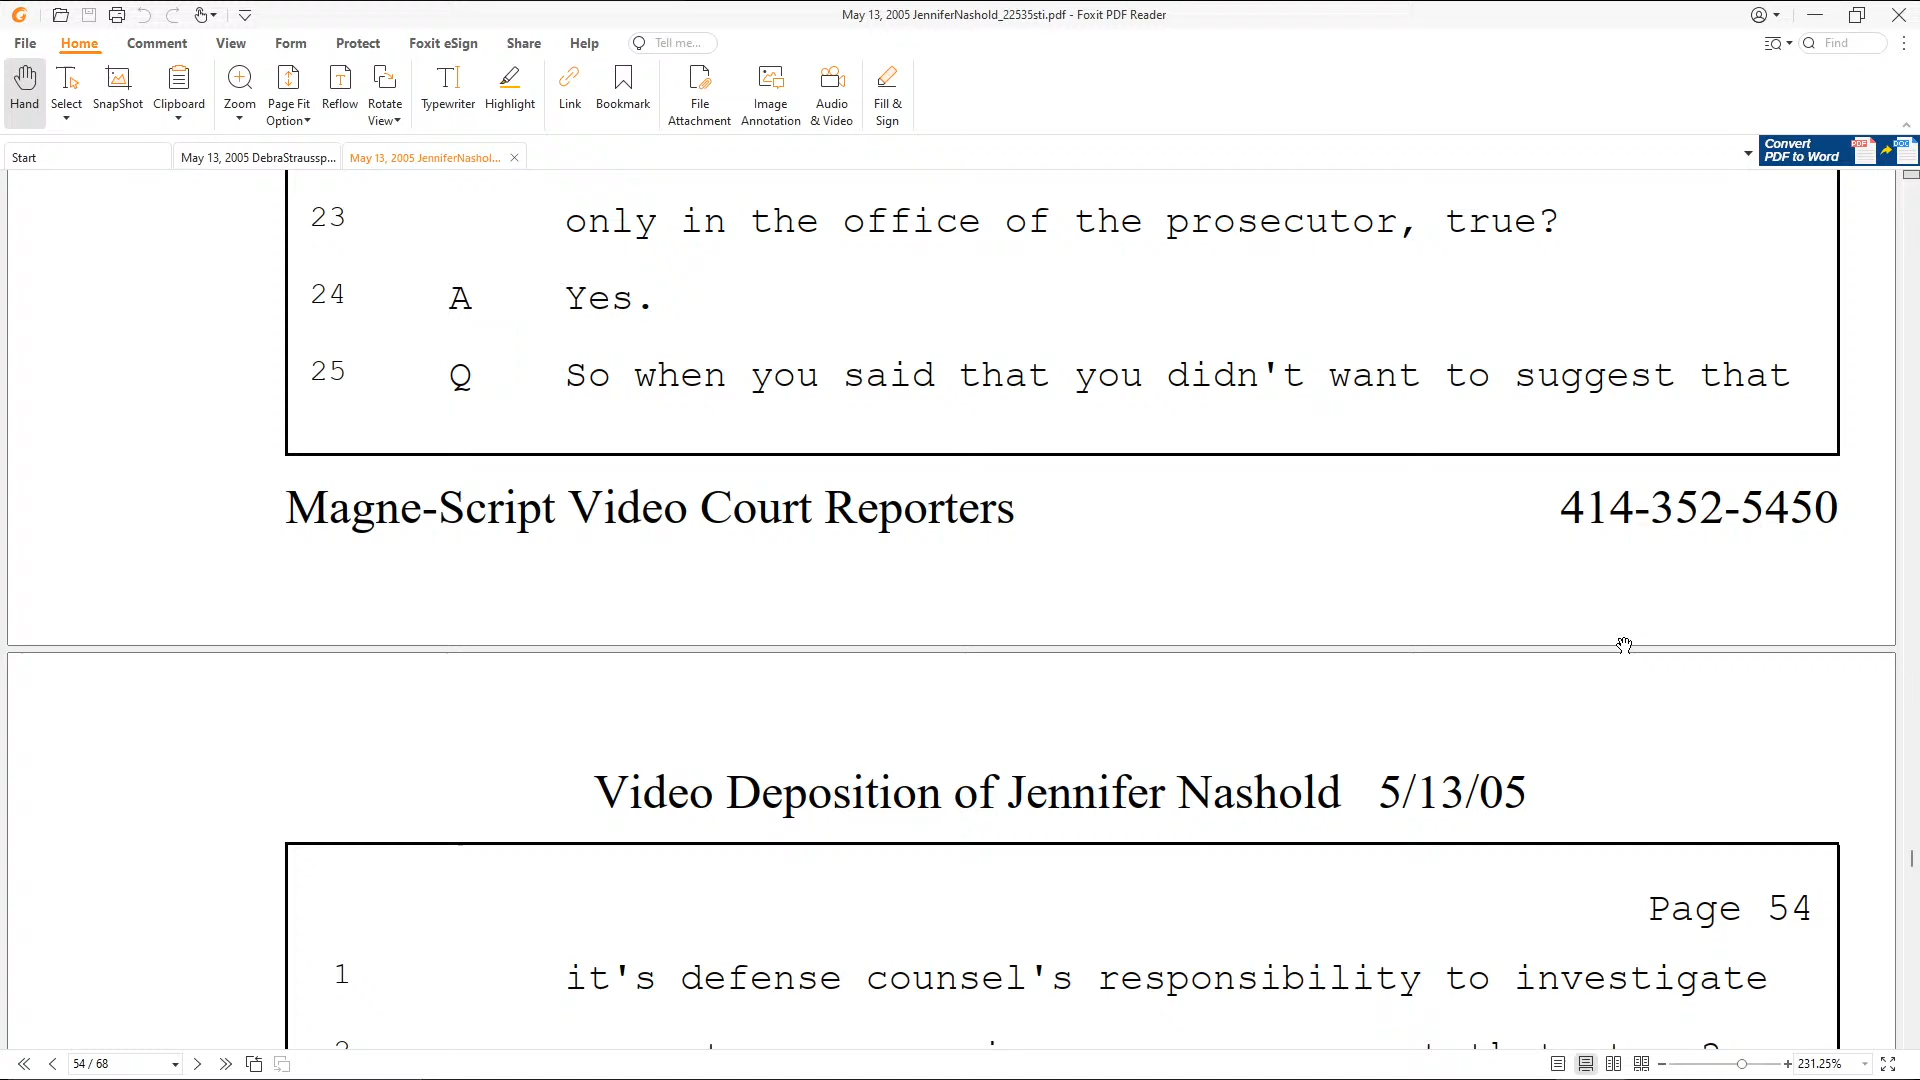 May 13, 2005 JenniferNashold_22535sti.pdf - Foxit PDF Reader
File Home Comment View Form Protect Foxit eSign Share Help Tell me... Find
Hand Select SnapShot Clipboard Zoom Page Fit Option Reflow Rotate View Typewriter Highlight Link Bookmark File Attachment Image Annotation Audio & Video Fill & Sign
Start May 13, 2005 DebraStraussp... May 13, 2005 JenniferNashol...
Convert
PDF to Word
PDF DOC
23 only in the office of the prosecutor, true?
24 A Yes.
25 Q So when you said that you didn't want to suggest that
Magne-Script Video Court Reporters 414-352-5450
Video Deposition of Jennifer Nashold 5/13/05
Page 54
1 it's defense counsel's responsibility to investigate
54 / 68 231.25%